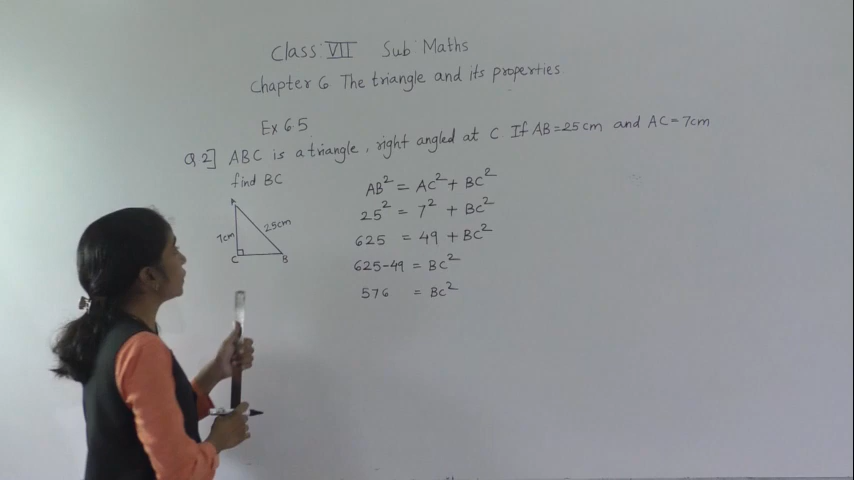 Class VII Sub Maths
Chapter 6 The triangle and its properties
Ex 6.5
Q 2] ABC is a triangle, right angled at C If AB=25cm and AC=7cm
find BC
AB² = AC² + BC²
25² = 7² + BC²
625 = 49 + BC²
625-49 = BC²
576 = BC²
A
7cm
25cm
C
B